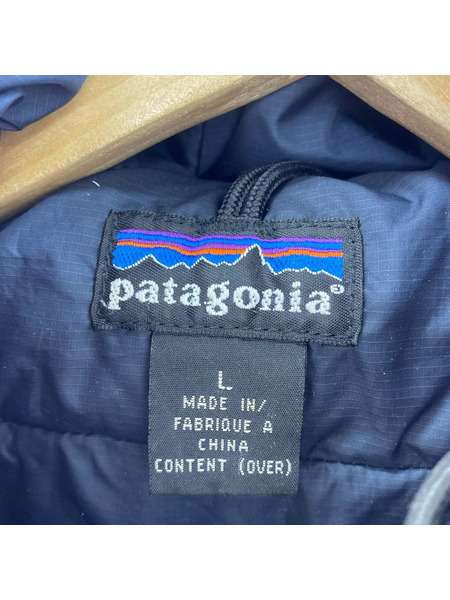 patagonia®
L
MADE IN/
FABRIQUE A
CHINA
CONTENT (OVER)